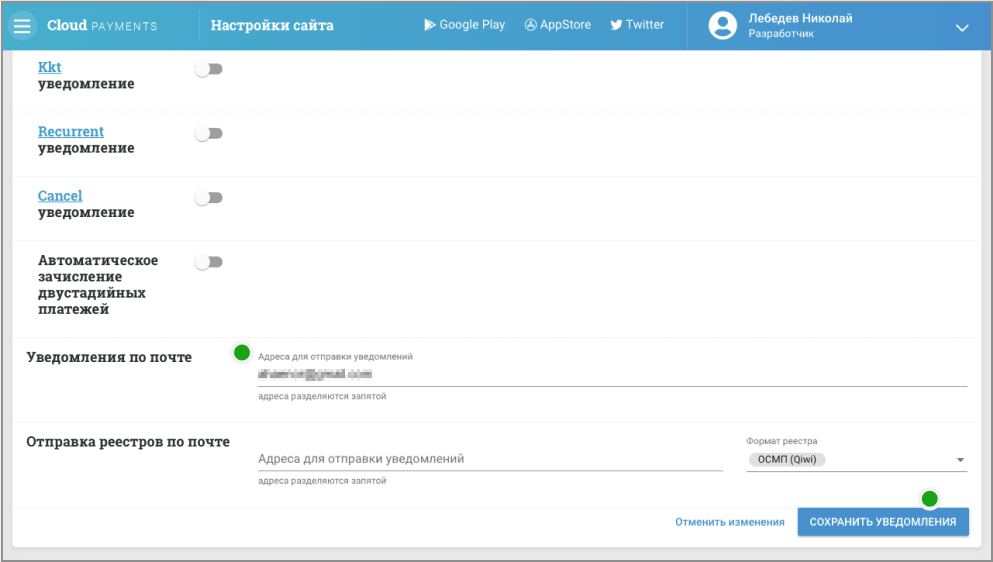 Cloud PAYMENTS
Настройки сайта
Google Play
AppStore
Twitter
Лебедев Николай
Разработчик
Kkt
уведомление
Recurrent
уведомление
Cancel
уведомление
Автоматическое
зачисление
двустадийных
платежей
Уведомления по почте
Адреса для отправки уведомлений
адреса разделяются запятой
Отправка реестров по почте
Адреса для отправки уведомлений
адреса разделяются запятой
Формат реестра
ОСМП (Qiwi)
Отменить изменения
СОХРАНИТЬ УВЕДОМЛЕНИЯ